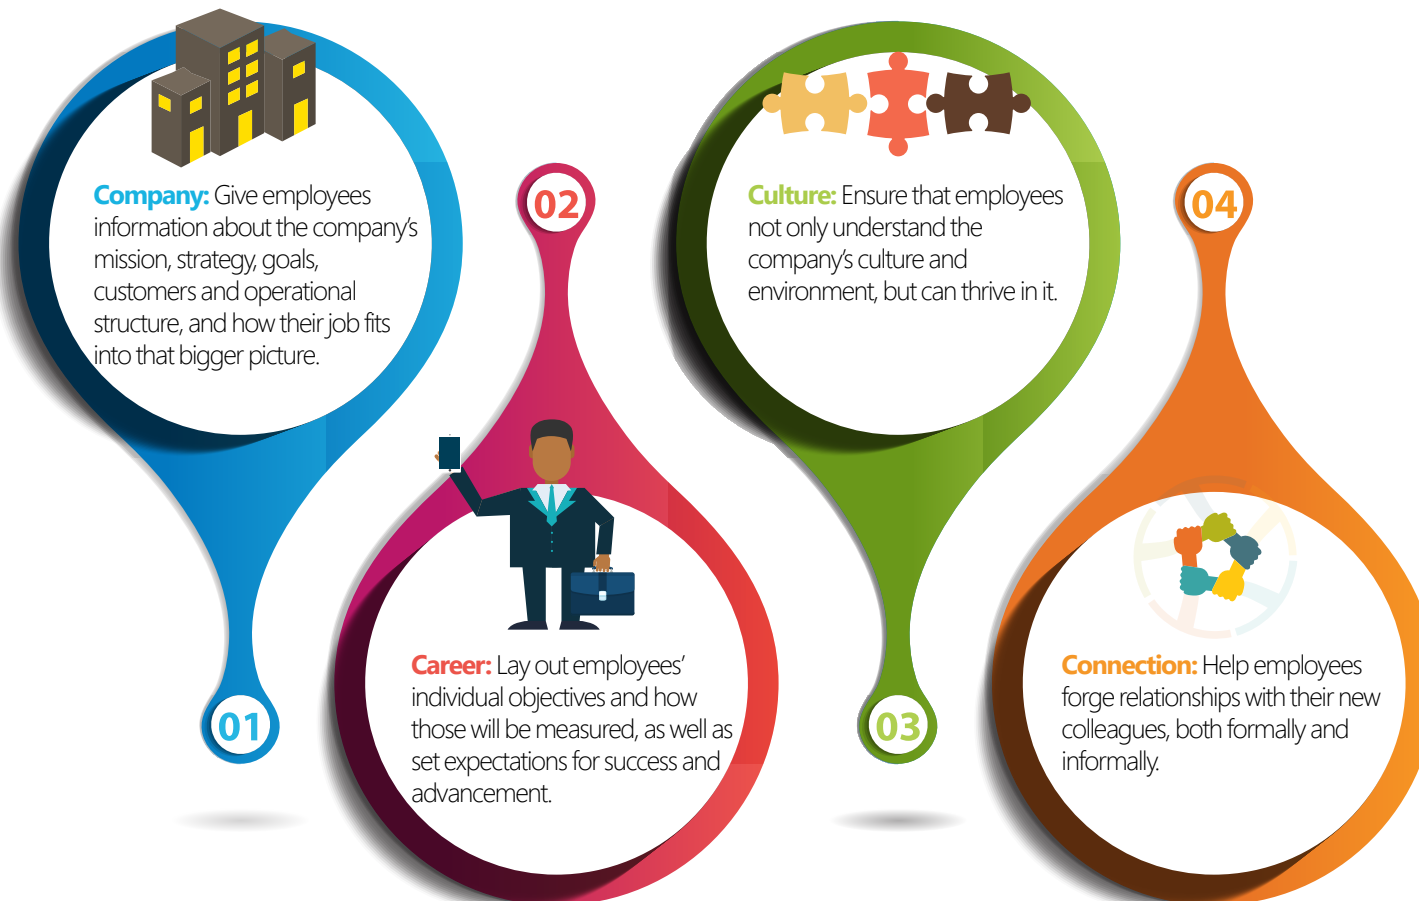 Company: Give employees
information about the company's
mission, strategy, goals,
customers and operational
structure, and how their job fits
into that bigger picture.
01
02
Career: Lay out employees'
individual objectives and how
those will be measured, as well as
set expectations for success and
advancement.
Culture: Ensure that employees
not only understand the
company's culture and
environment, but can thrive in it.
03
04
Connection: Help employees
forge relationships with their new
colleagues, both formally and
informally.